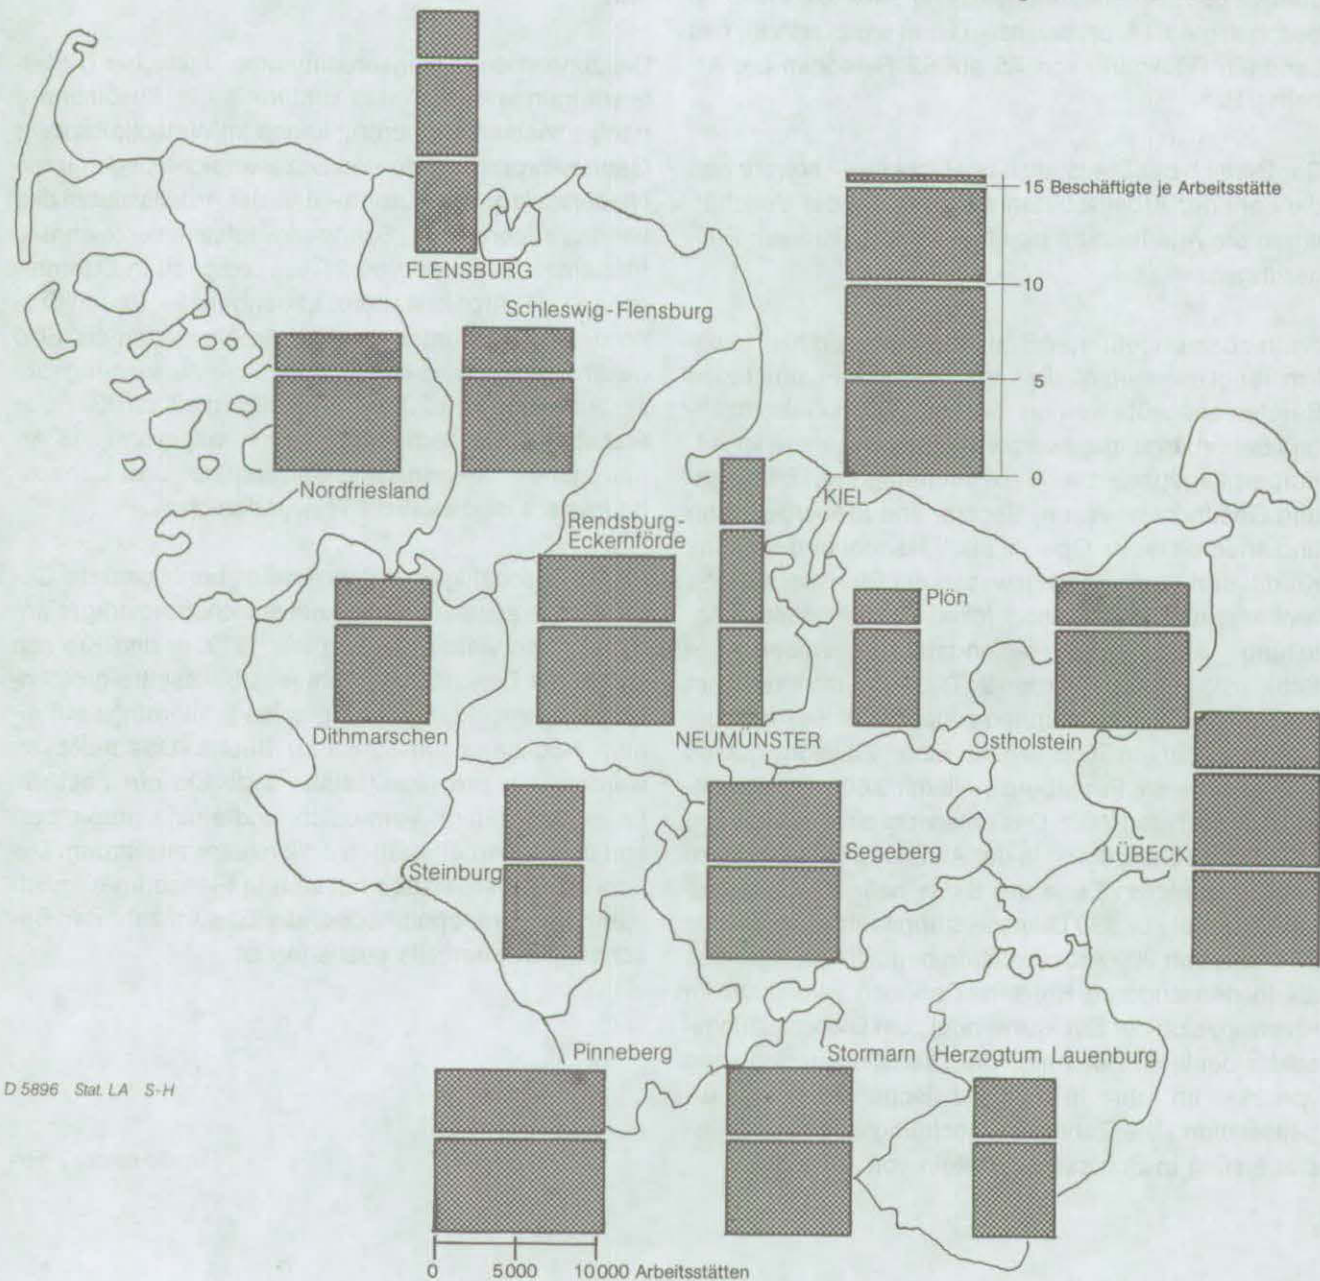 15 Beschäftigte je Arbeitsstätte
10
5
0
FLENSBURG
Schleswig-Flensburg
Nordfriesland
KIEL
Rendsburg-
Eckernförde
Plön
Dithmarschen
NEUMÜNSTER
Ostholstein
Steinburg
Segeberg
LÜBECK
Pinneberg
Stormarn
Herzogtum Lauenburg
D 5896 Stat. LA S-H
0 5000 10000 Arbeitsstätten